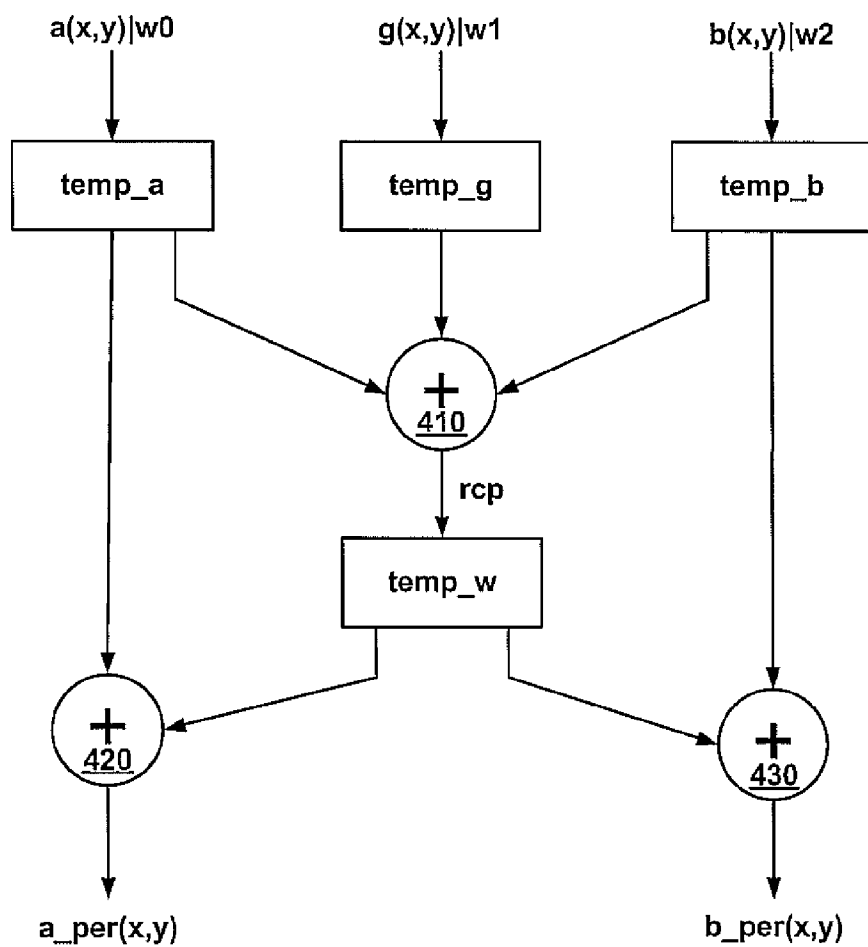 a(x,y)|w0
g(x,y)|w1
b(x,y)|w2
temp_a
temp_g
temp_b
+
410
rcp
temp_w
+
420
+
430
a_per(x,y)
b_per(x,y)